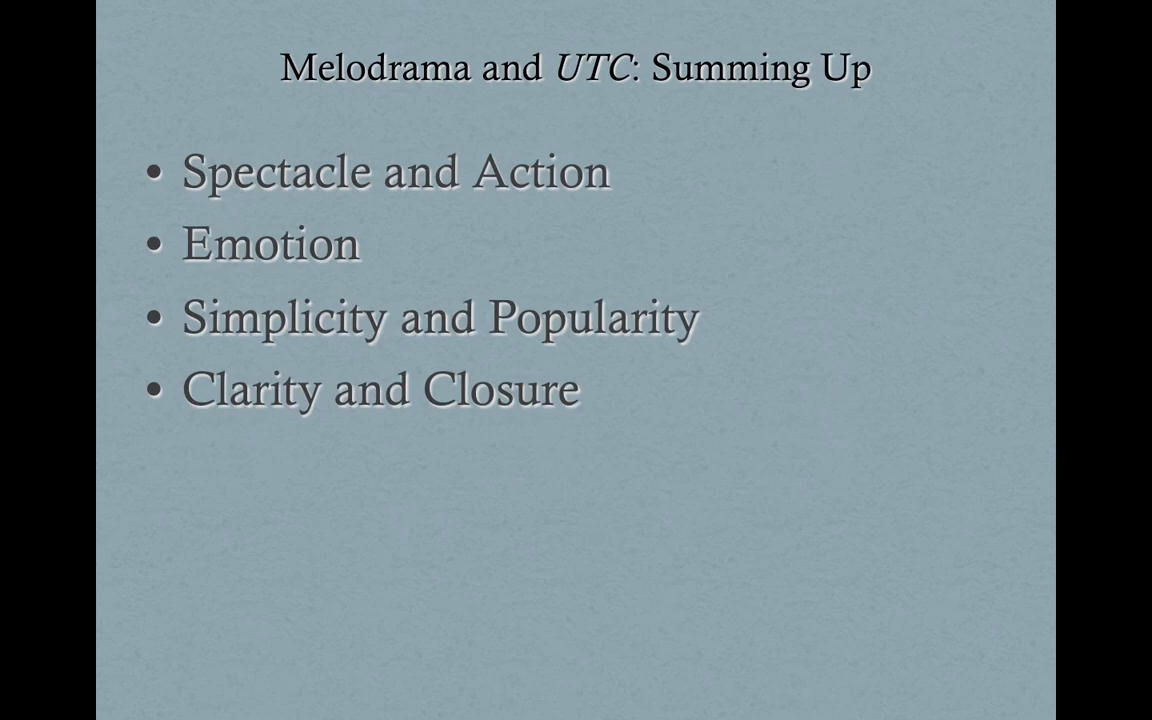 Melodrama and UTC: Summing Up
• Spectacle and Action
• Emotion
• Simplicity and Popularity
• Clarity and Closure